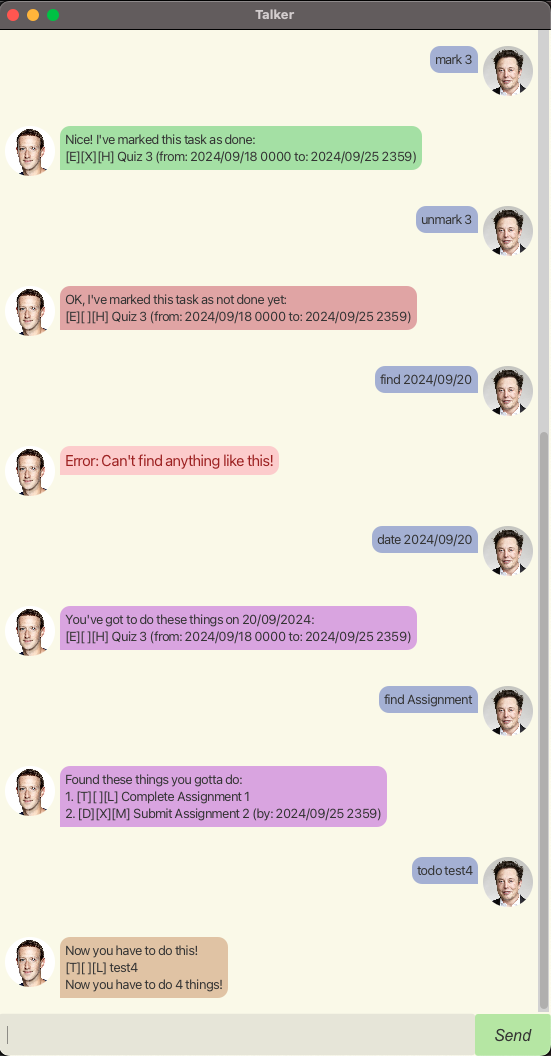 Talker
mark 3
Nice! I've marked this task as done:
[E][X][H] Quiz 3 (from: 2024/09/18 0000 to: 2024/09/25 2359)
unmark 3
OK, I've marked this task as not done yet:
[E][ ][H] Quiz 3 (from: 2024/09/18 0000 to: 2024/09/25 2359)
find 2024/09/20
Error: Can't find anything like this!
date 2024/09/20
You've got to do these things on 20/09/2024:
[E][ ][H] Quiz 3 (from: 2024/09/18 0000 to: 2024/09/25 2359)
find Assignment
Found these things you gotta do:
1. [T][ ][L] Complete Assignment 1
2. [D][X][M] Submit Assignment 2 (by: 2024/09/25 2359)
todo test4
Now you have to do this!
[T][ ][L] test4
Now you have to do 4 things!
Send